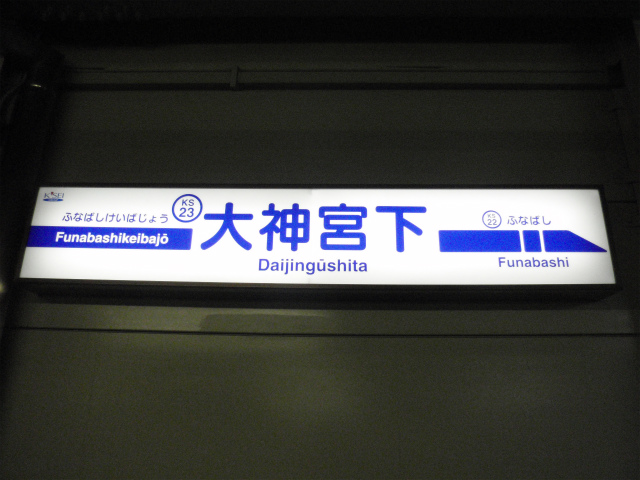 KSEI
ふなばしけいばじょう
Funabashikeibajō
KS
23
大神宮下
Daijingūshita
KS
22
ふなばし
Funabashi